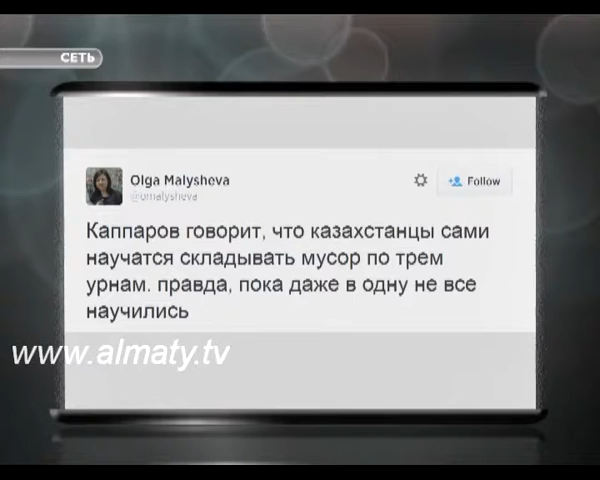 СЕТЬ
Olga Malysheva
@omalysheva
Follow
Каппаров говорит, что казахстанцы сами
научатся складывать мусор по трем
урнам. правда, пока даже в одну не все
научились
www.almaty.tv